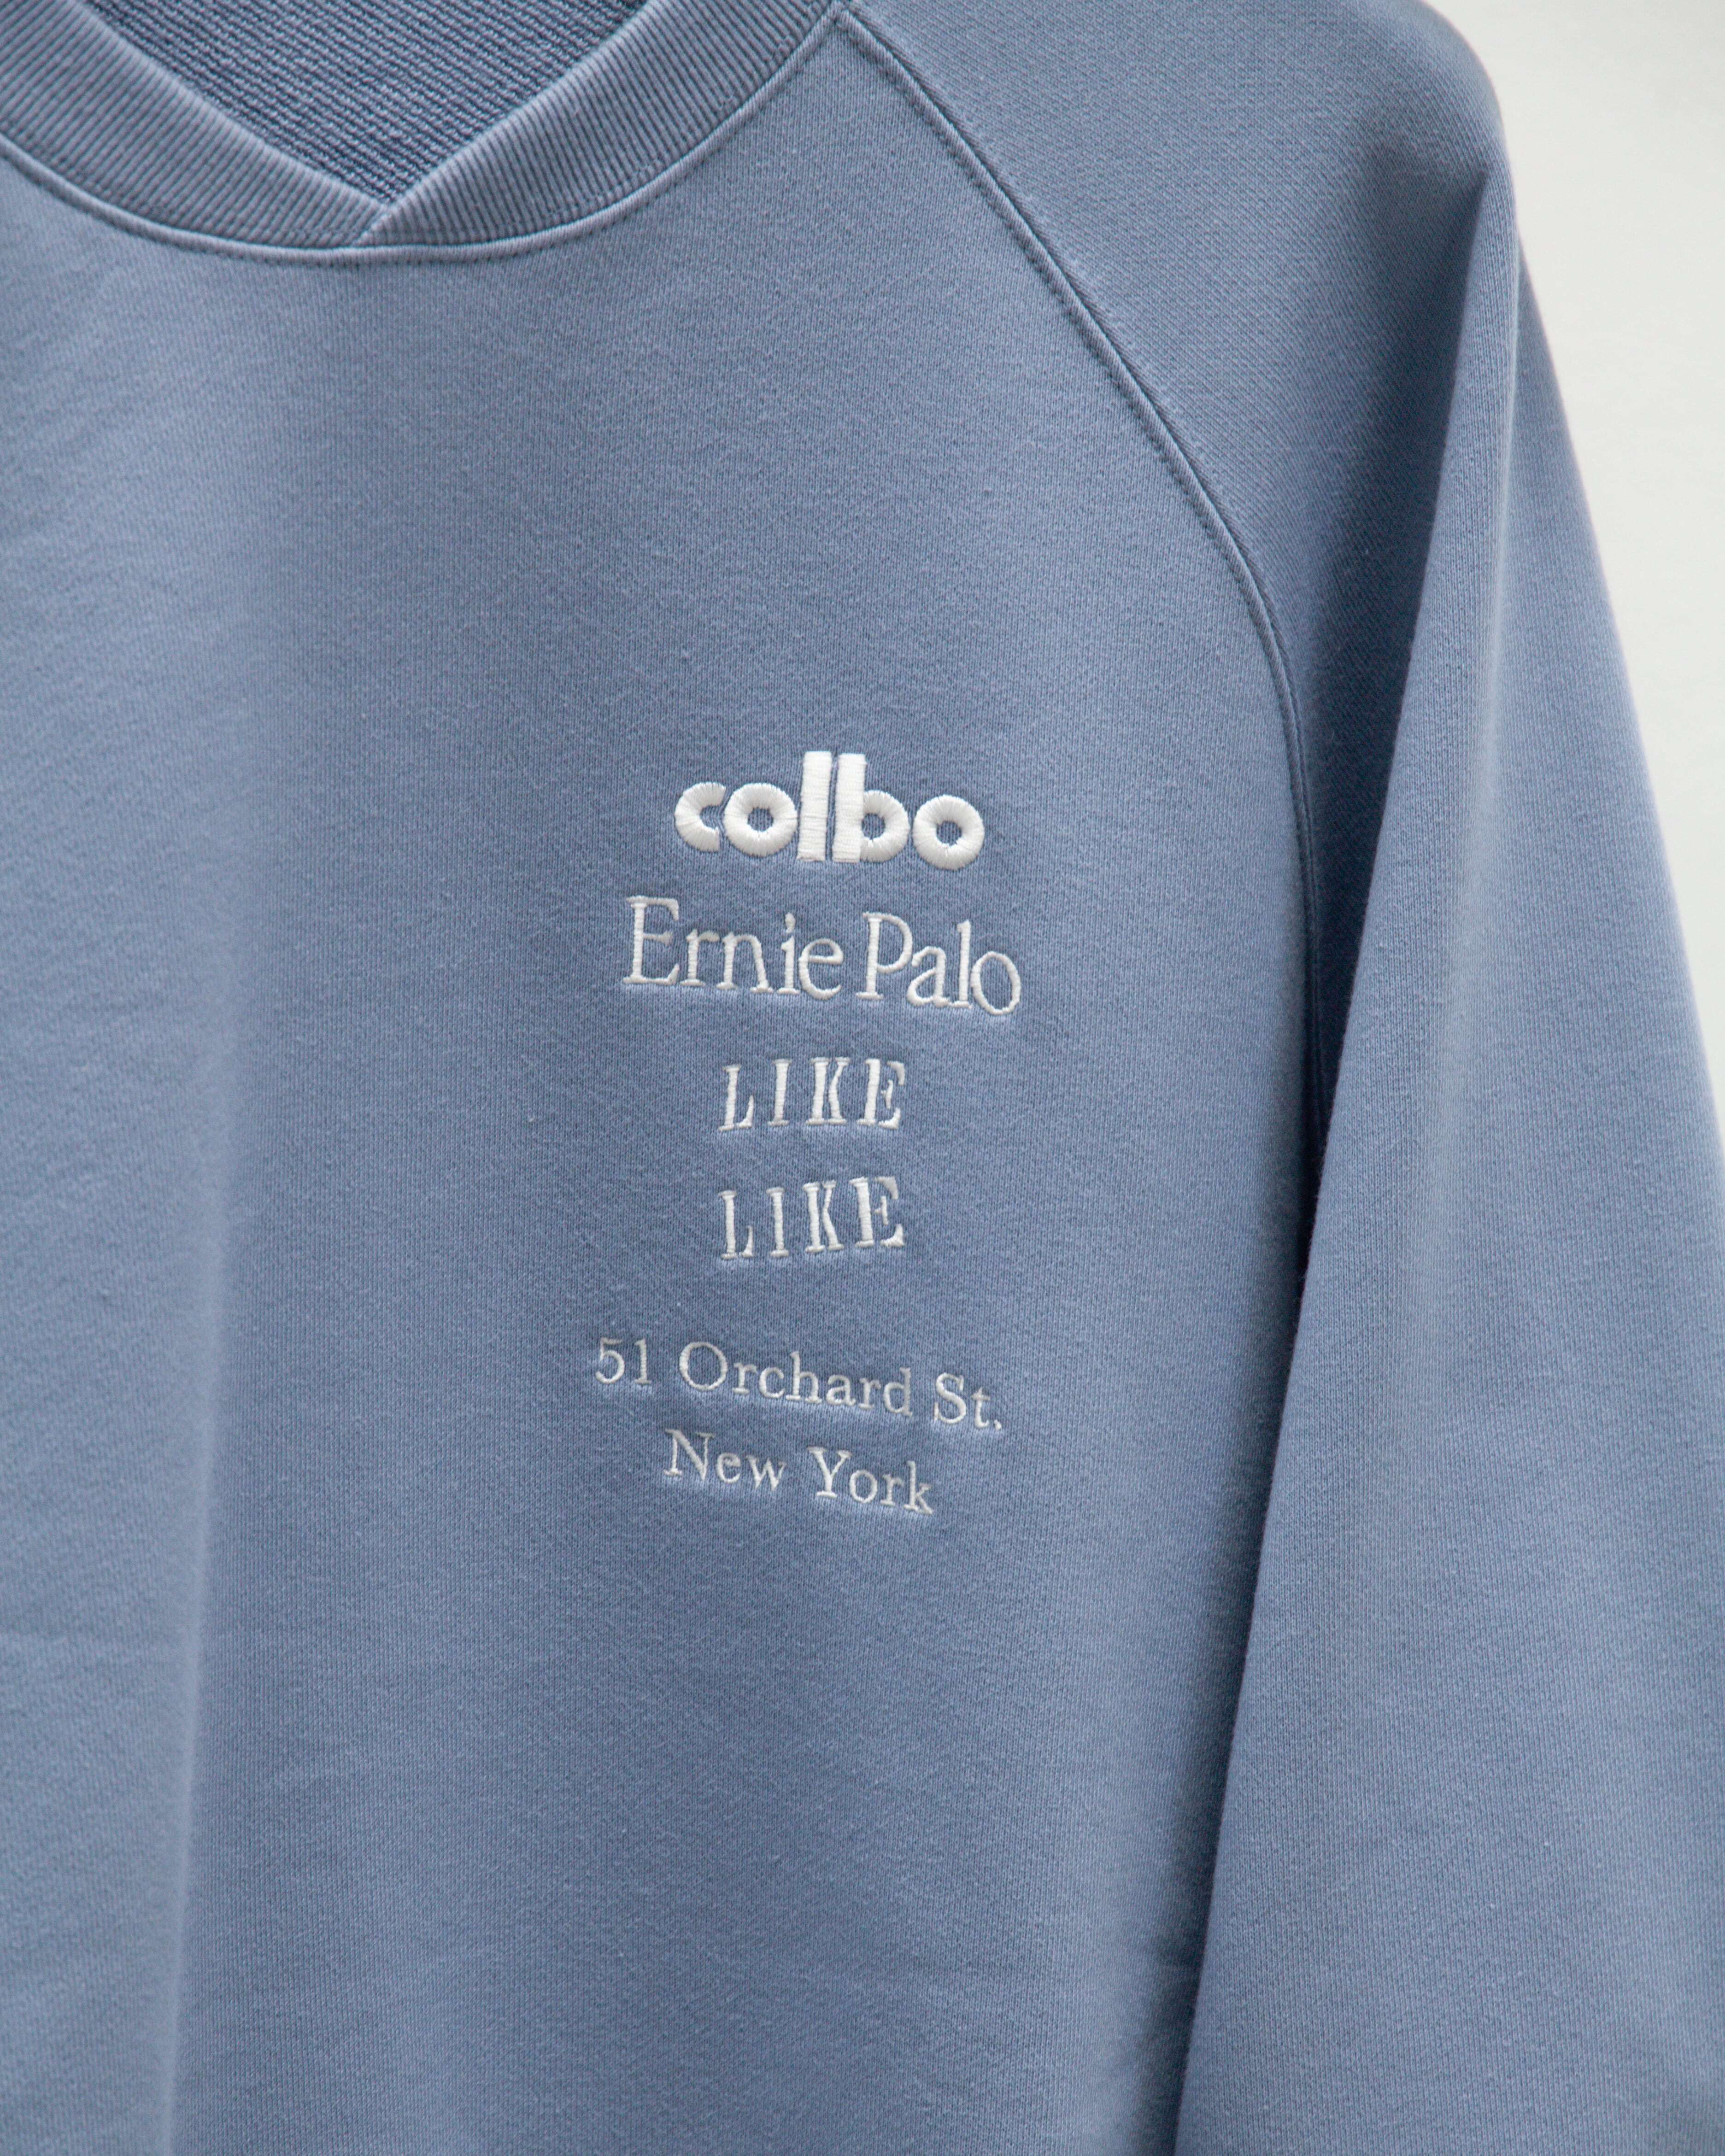 colbo
Ernie Palo
LIKE
LIKE
51 Orchard St.
New York